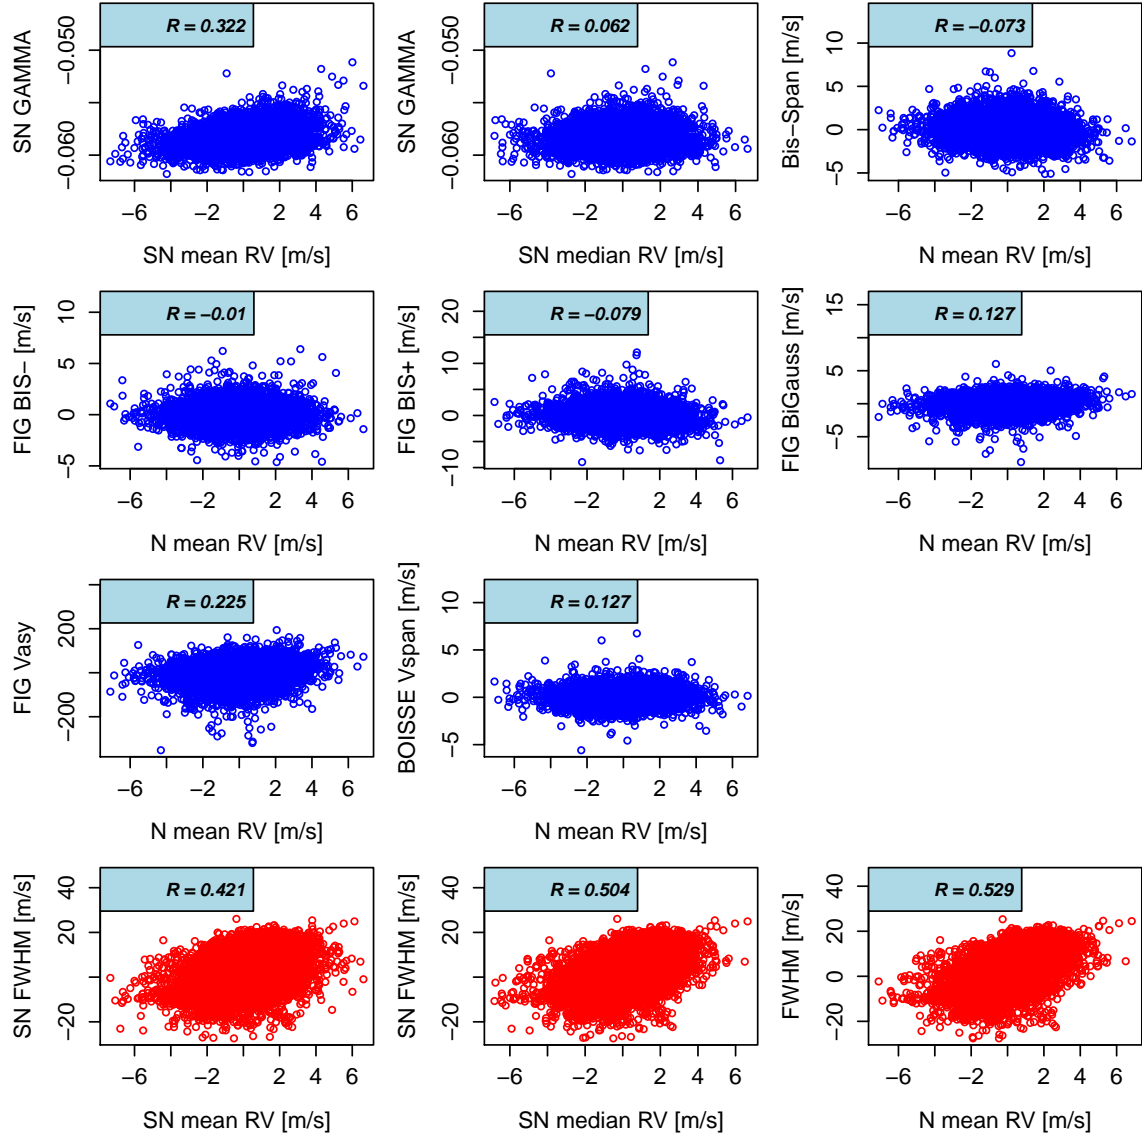 R = 0.322
SN GAMMA
−0.050
−0.060
−6 −2 2 4 6
SN mean RV [m/s]
R = 0.062
SN GAMMA
−0.050
−0.060
−6 −2 2 4 6
SN median RV [m/s]
R = −0.073
Bis−Span [m/s]
10
5
0
−5
−6 −2 2 4 6
N mean RV [m/s]
R = −0.01
FIG BIS− [m/s]
10
5
0
−5
−6 −2 2 4 6
N mean RV [m/s]
R = −0.079
FIG BIS+ [m/s]
20
10
0
−10
−6 −2 2 4 6
N mean RV [m/s]
R = 0.127
FIG BiGauss [m/s]
15
5
−5
−6 −2 2 4 6
N mean RV [m/s]
R = 0.225
FIG Vasy
200
−200
−6 −2 2 4 6
N mean RV [m/s]
R = 0.127
BOISSE Vspan [m/s]
10
5
0
−5
−6 −2 2 4 6
N mean RV [m/s]
R = 0.421
SN FWHM [m/s]
40
20
0
−20
−6 −2 2 4 6
SN mean RV [m/s]
R = 0.504
SN FWHM [m/s]
40
20
0
−20
−6 −2 2 4 6
SN median RV [m/s]
R = 0.529
FWHM [m/s]
40
20
0
−20
−6 −2 2 4 6
N mean RV [m/s]